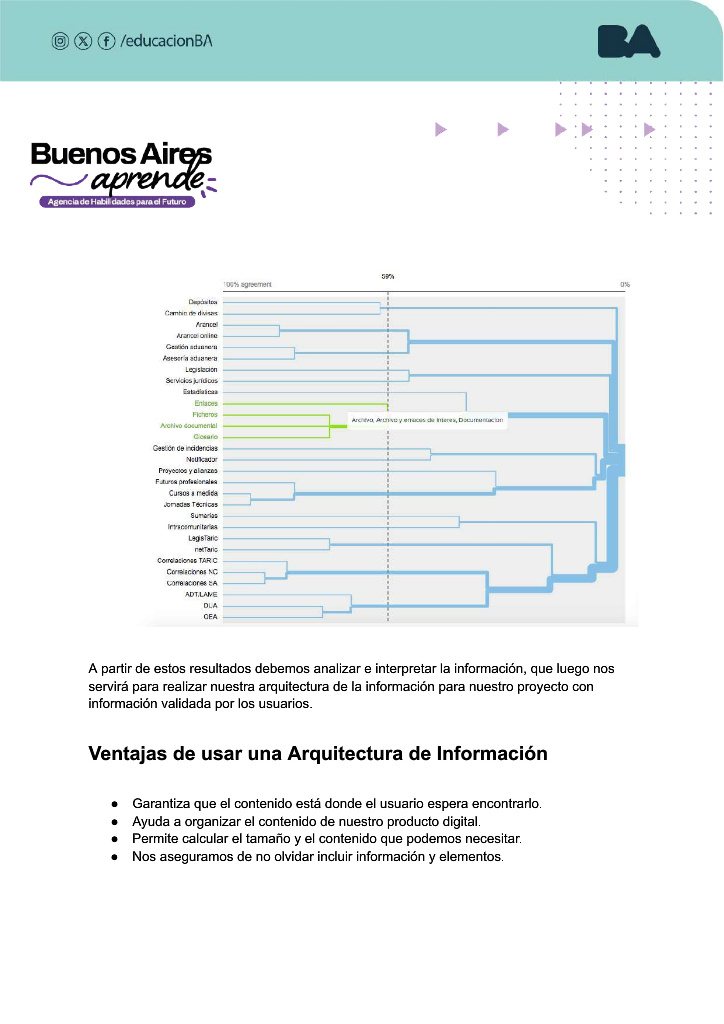 /educacionBA
BA
Buenos Aires
aprende
Agencia de Habilidades para el Futuro
59%
100% agreement
0%
Depósitos
Cambio de divisas
Arancel
Arancel online
Gestión aduanera
Asesoría aduanera
Legislación
Servicios jurídicos
Estadísticas
Enlaces
Ficheros
Archivo, Archivo y enlaces de interes, Documentacion
Archivo documental
Glosario
Gestión de incidencias
Notificador
Proyectos y alianzas
Futuros profesionales
Cursos a medida
Jornadas Técnicas
Sumarias
Intracomunitarias
LegisTaric
netTaric
Correlaciones TARIC
Correlaciones NC
Correlaciones SA
ADT/LAME
DUA
OEA
A partir de estos resultados debemos analizar e interpretar la información, que luego nos
servirá para realizar nuestra arquitectura de la información para nuestro proyecto con
información validada por los usuarios.
Ventajas de usar una Arquitectura de Información
● Garantiza que el contenido está donde el usuario espera encontrarlo.
● Ayuda a organizar el contenido de nuestro producto digital.
● Permite calcular el tamaño y el contenido que podemos necesitar.
● Nos aseguramos de no olvidar incluir información y elementos.